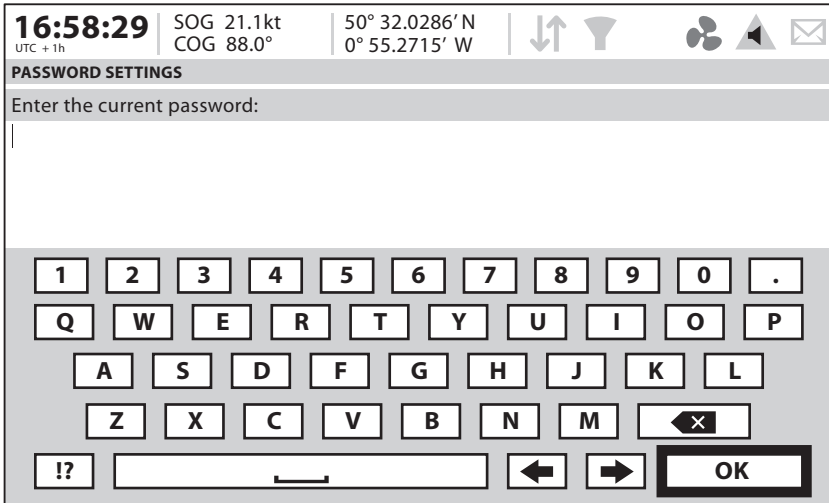 16:58:29 SOG 21.1kt 50° 32.0286′ N
UTC + 1h COG 88.0° 0° 55.2715′ W
PASSWORD SETTINGS
Enter the current password:
1 2 3 4 5 6 7 8 9 0 .
Q W E R T Y U I O P
A S D F G H J K L
Z X C V B N M
!? OK